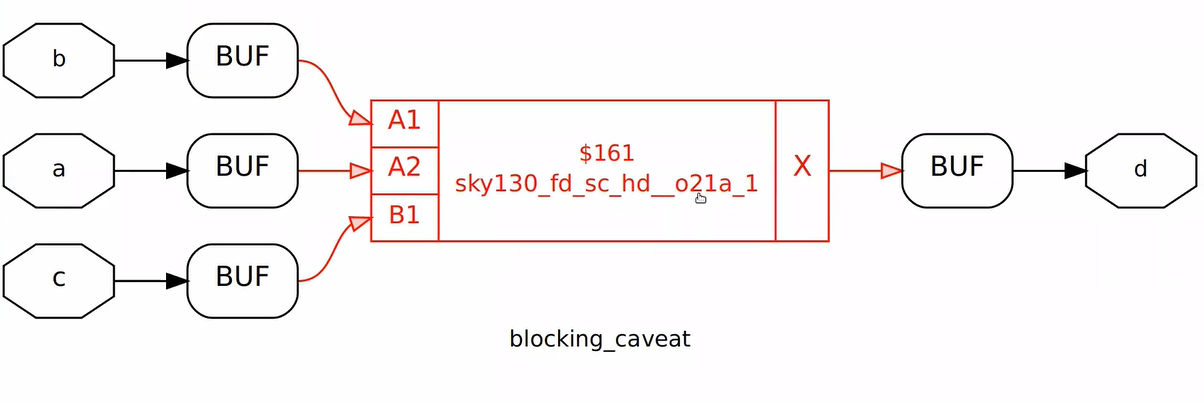 b
BUF
A1
a
BUF
A2
$161
sky130_fd_sc_hd__o21a_1
X
BUF
d
B1
c
BUF
blocking_caveat